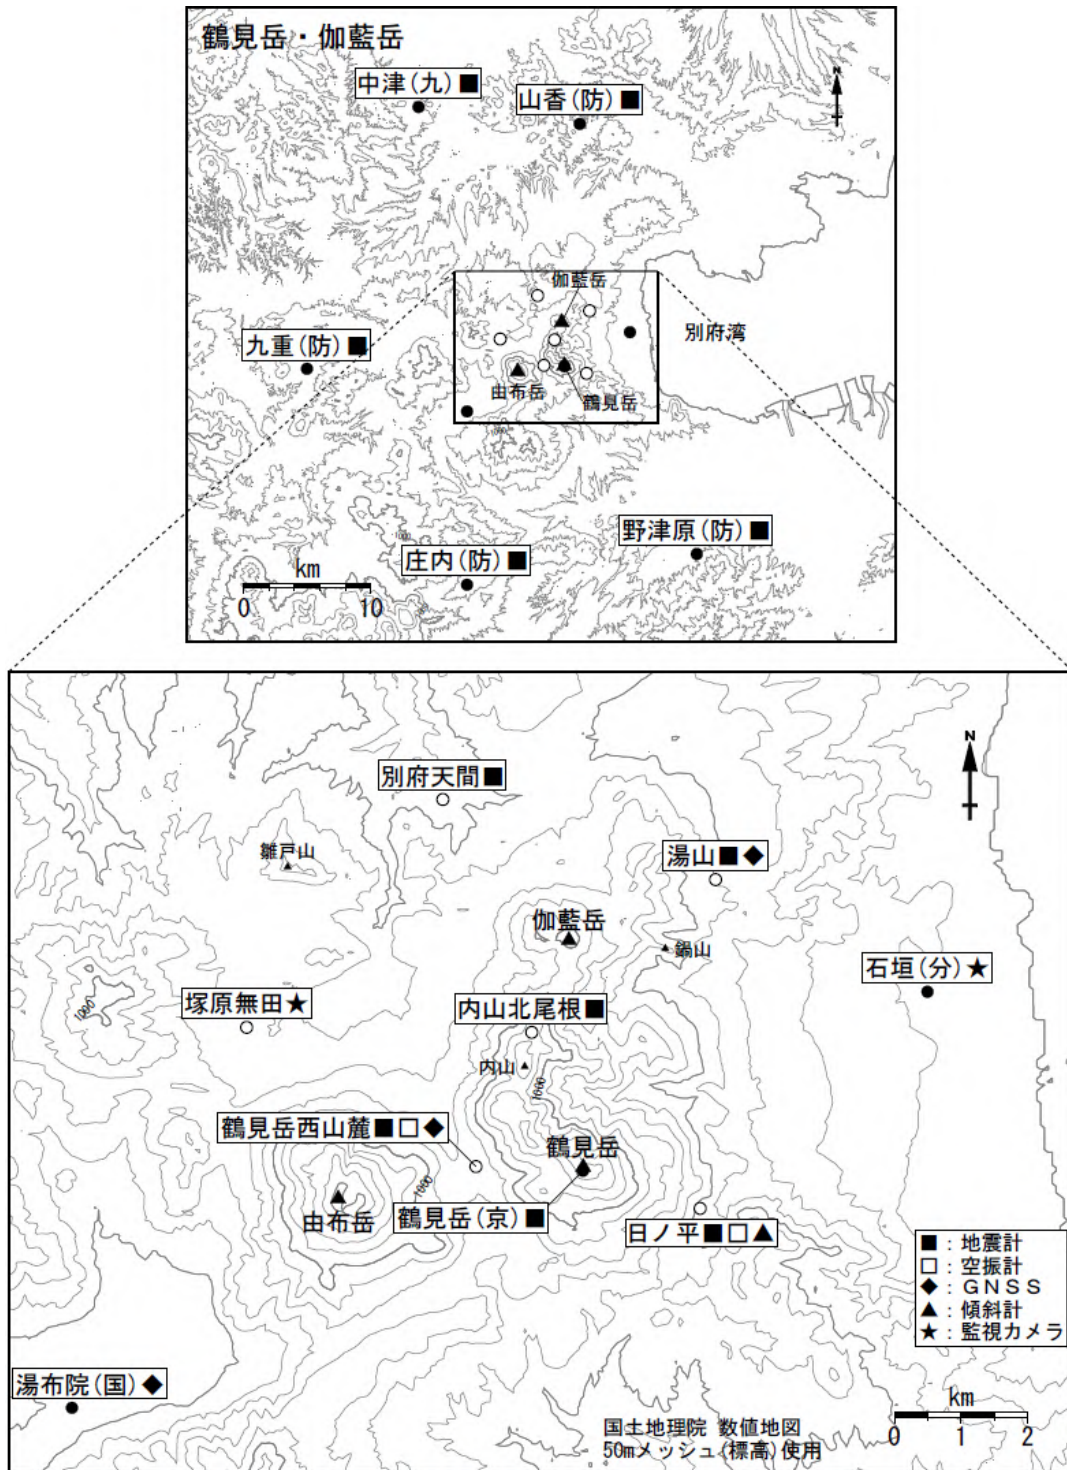 鶴見岳・伽藍岳
中津(九)■
山香(防)■
N
伽藍岳
別府湾
九重(防)■
由布岳
鶴見岳
野津原(防)■
庄内(防)■
1000
km
0 10
N
別府天間■
雛戸山
湯山■◆
伽藍岳
鍋山
石垣(分)★
塚原無田★
1000
内山北尾根■
内山
1000
鶴見岳西山麓■□◆
鶴見岳
1000
由布岳
鶴見岳(京)■
日ノ平■□▲
■：地震計
□：空振計
◆：GNSS
▲：傾斜計
★：監視カメラ
湯布院(国)◆
国土地理院 数値地図
50mメッシュ(標高)使用
km
0 1 2